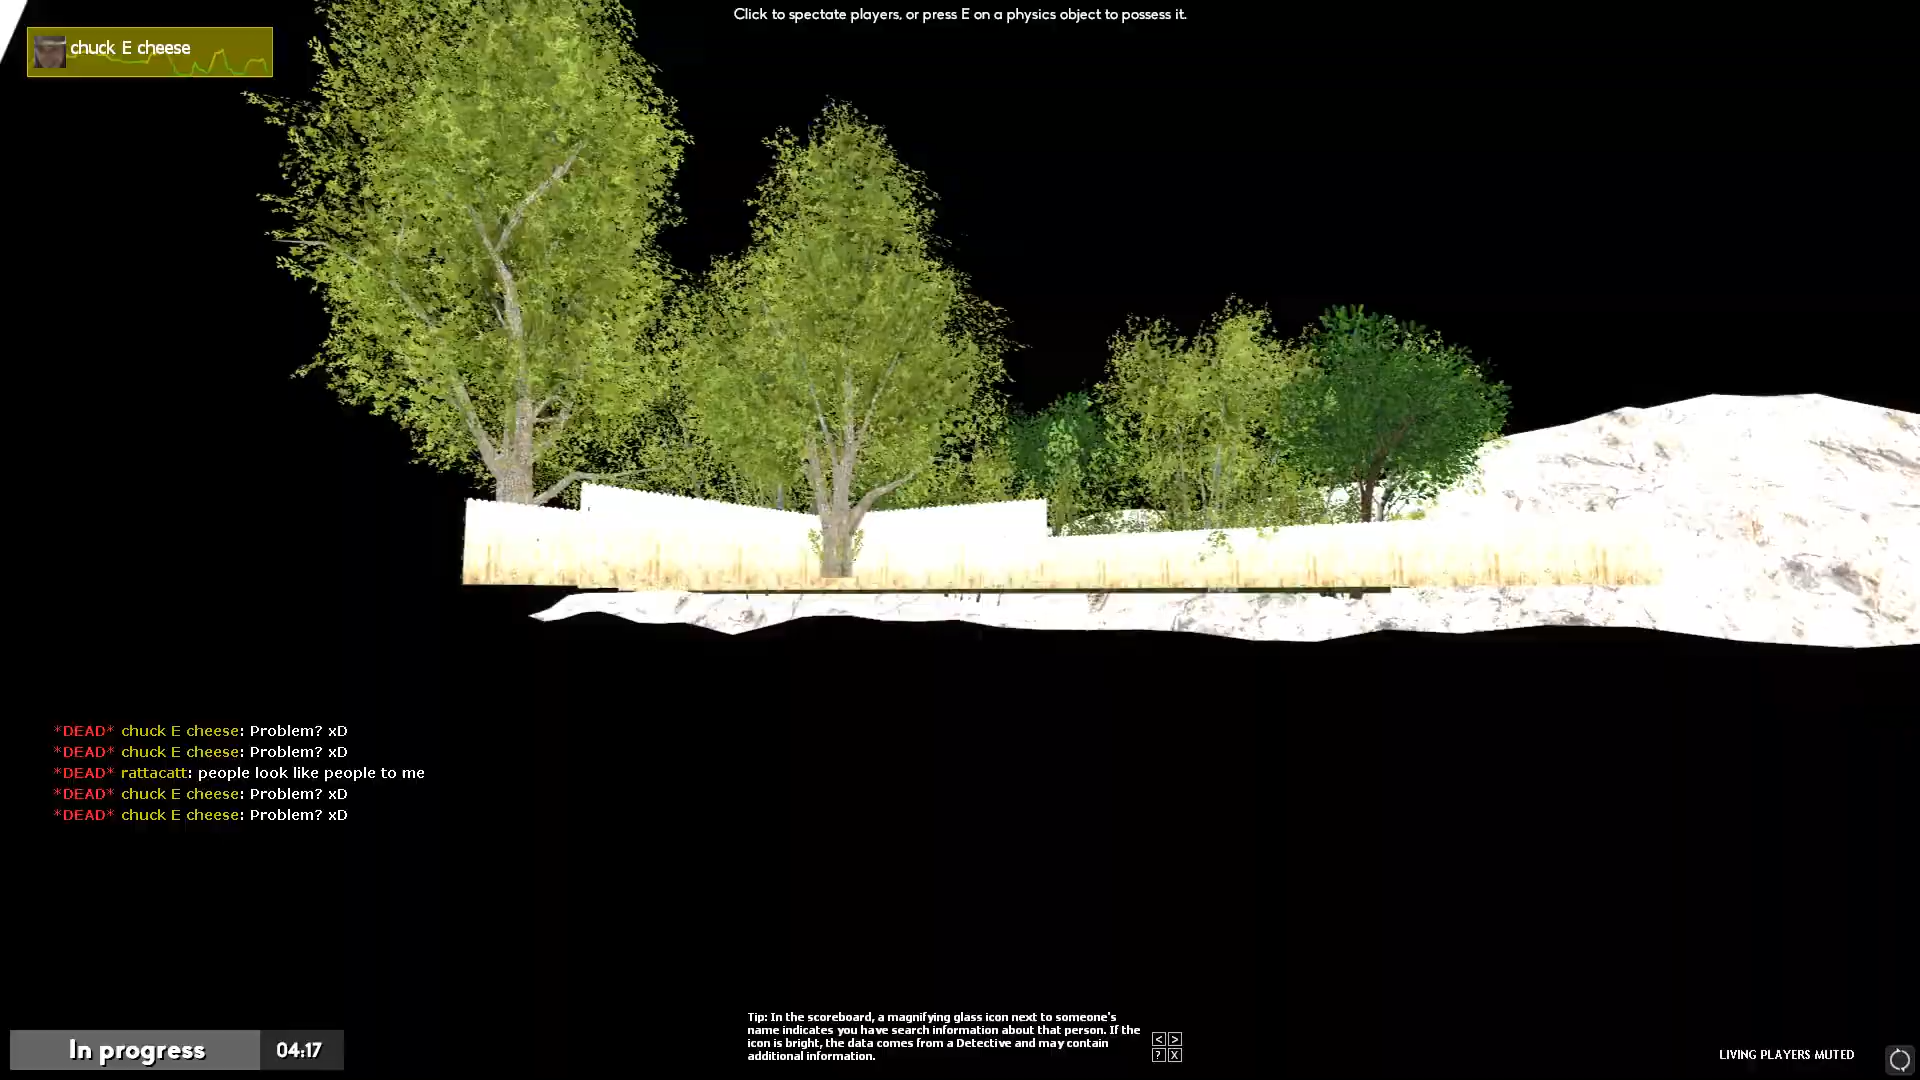 Click to spectate players, or press E on a physics object to possess it.
chuck E cheese
*DEAD* chuck E cheese: Problem? xD
*DEAD* chuck E cheese: Problem? xD
*DEAD* rattacatt: people look like people to me
*DEAD* chuck E cheese: Problem? xD
*DEAD* chuck E cheese: Problem? xD
Tip: In the scoreboard, a magnifying glass icon next to someone's
name indicates you have search information about that person. If the
icon is bright, the data comes from a Detective and may contain
additional information.
< >
? X
In progress 04:17
LIVING PLAYERS MUTED